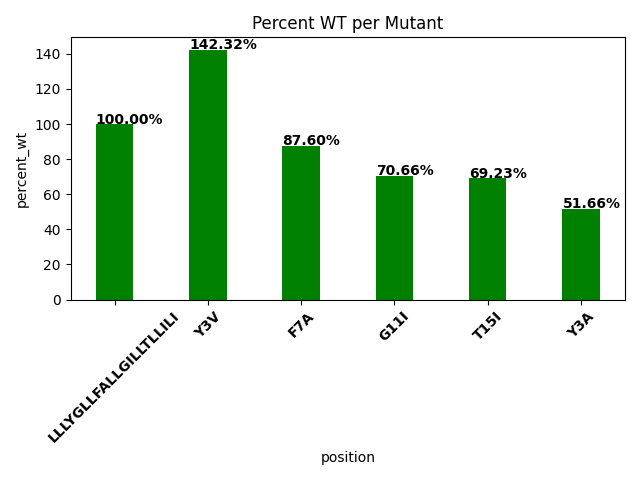 Percent WT per Mutant
percent_wt
140
120
100
80
60
40
20
0
100.00%
142.32%
87.60%
70.66%
69.23%
51.66%
LLLYGLLFALLGILLTLLILI
Y3V
F7A
G11I
T15I
Y3A
position